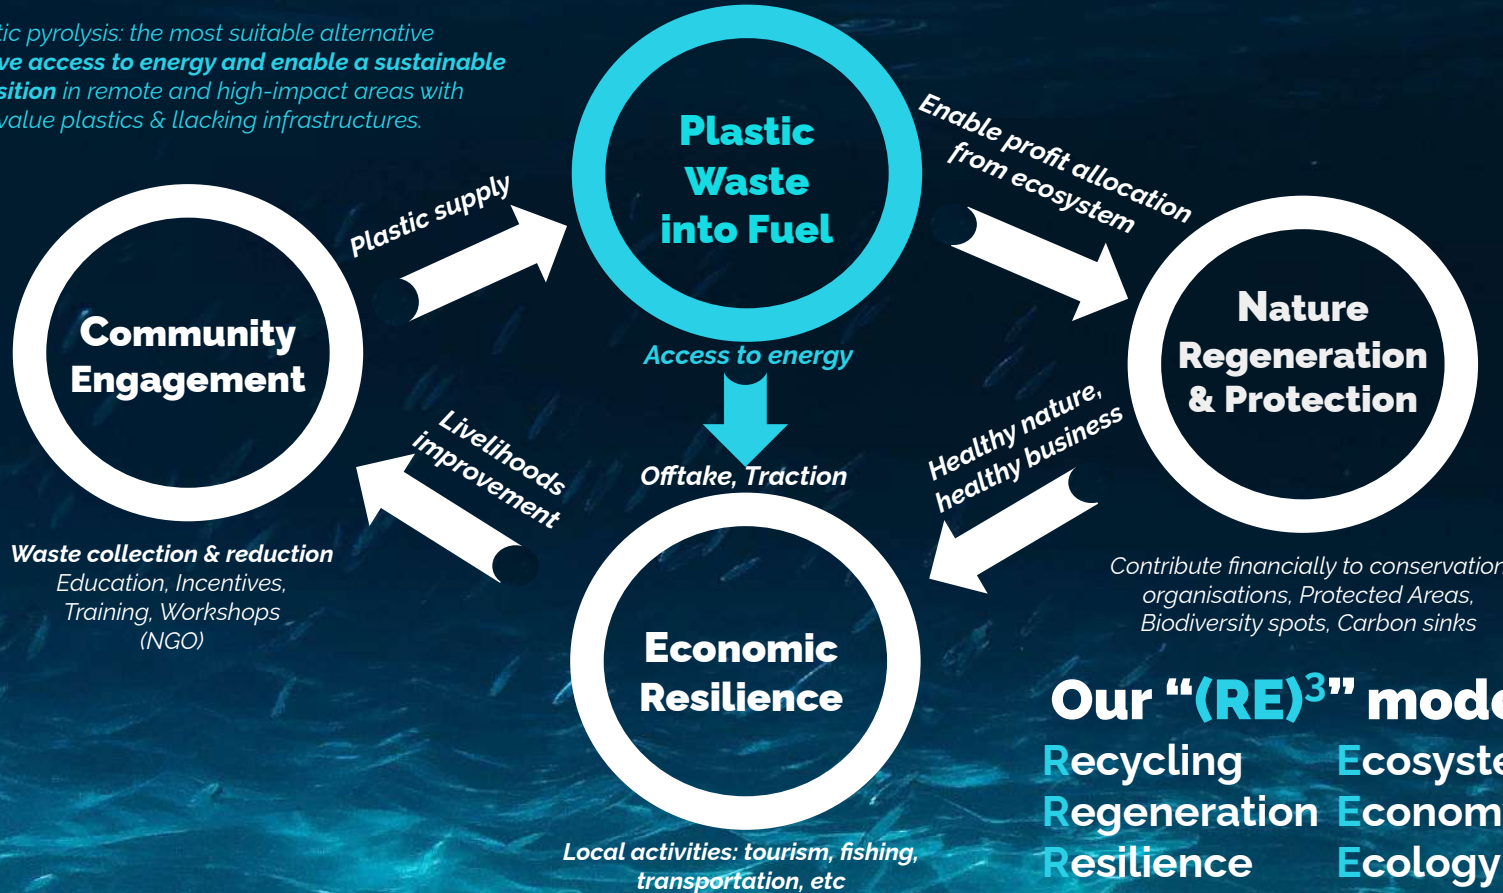 tic pyrolysis: the most suitable alternative
ve access to energy and enable a sustainable
sition in remote and high-impact areas with
value plastics & llacking infrastructures.
Plastic
Waste
into Fuel
Plastic supply
Enable profit allocation
from ecosystem
Community
Engagement
Nature
Regeneration
& Protection
Access to energy
Livelihoods
improvement
Healthy nature,
healthy business
Offtake, Traction
Waste collection & reduction
Education, Incentives,
Training, Workshops
(NGO)
Contribute financially to conservation
organisations, Protected Areas,
Biodiversity spots, Carbon sinks
Economic
Resilience
Our “(RE)³” mode
Recycling Ecosyste
Regeneration Econom
Resilience Ecology
Local activities: tourism, fishing,
transportation, etc